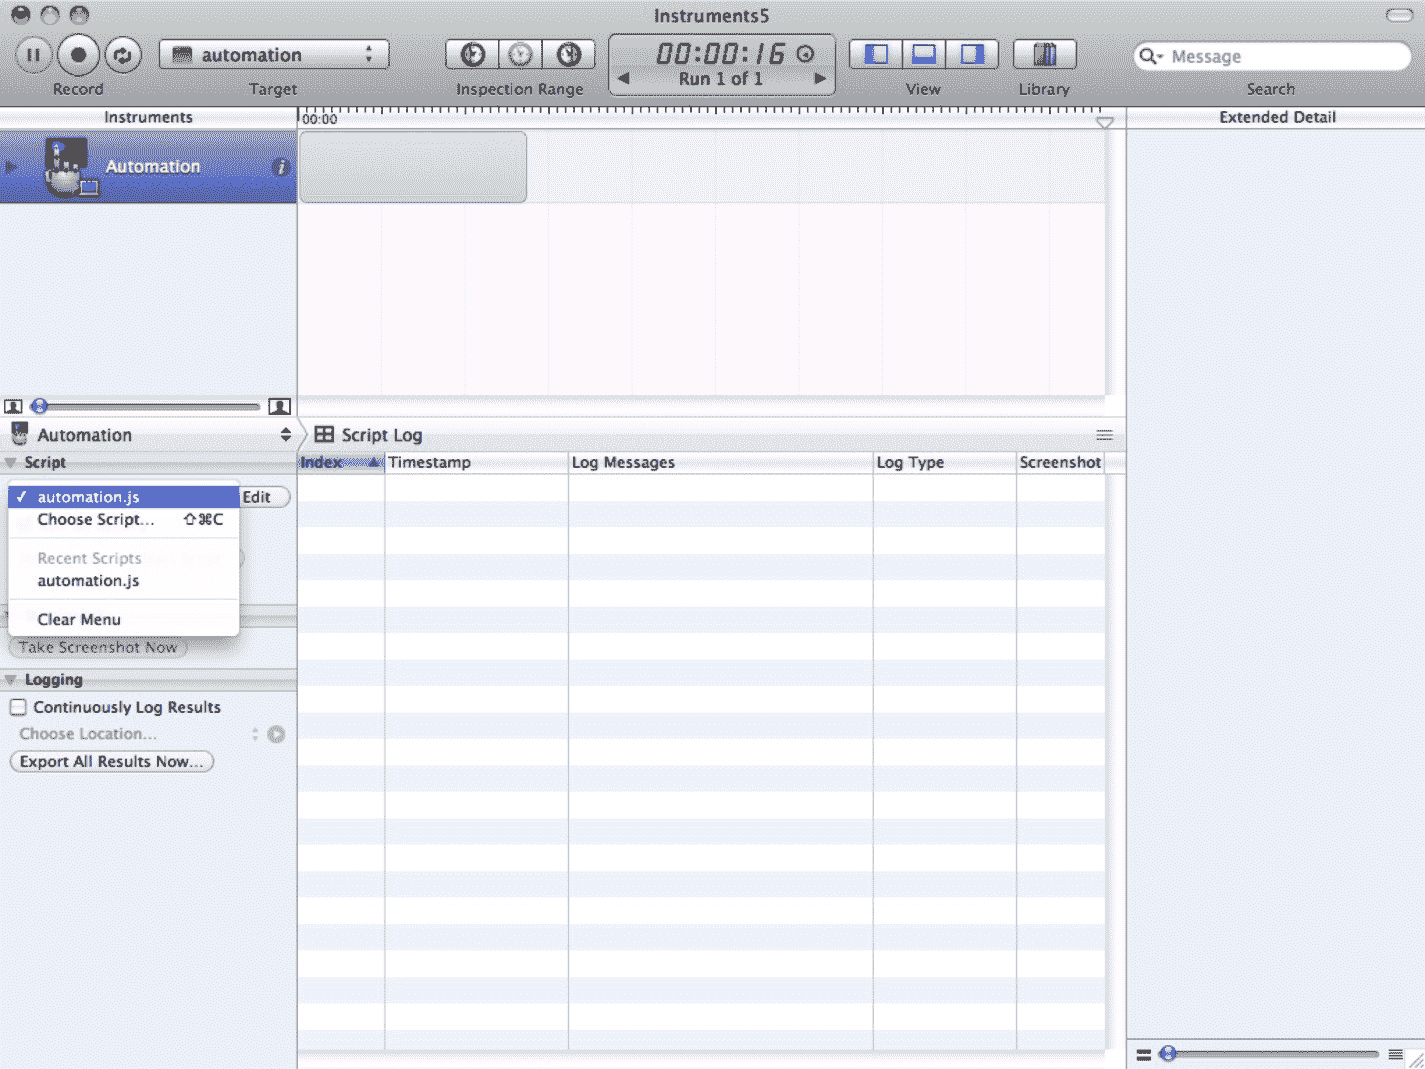 Instruments5
automation
00:00:16
Run 1 of 1
Message
Record
Target
Inspection Range
View
Library
Search
Instruments
00:00
Extended Detail
Automation
Automation
Script Log
Script
Index
Timestamp
Log Messages
Log Type
Screenshot
✓ automation.js
Edit
Choose Script... ⇧⌘C
Recent Scripts
automation.js
Clear Menu
Take Screenshot Now
Logging
Continuously Log Results
Choose Location...
Export All Results Now...